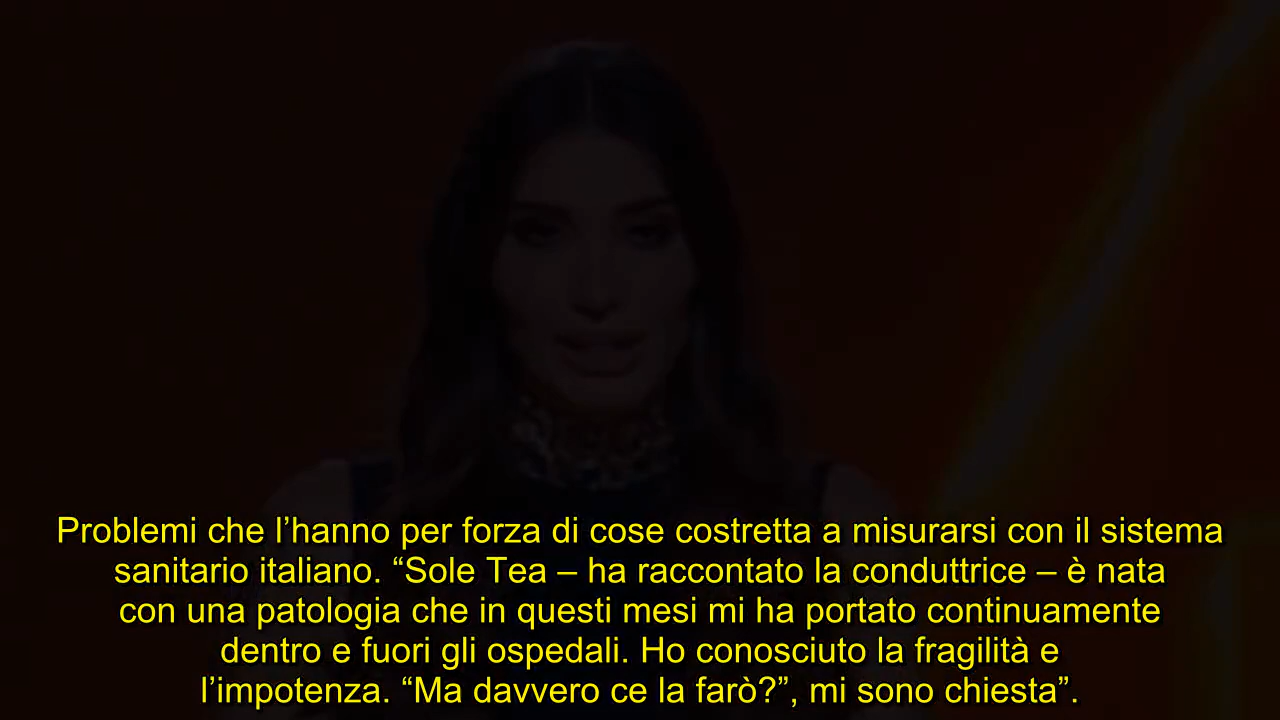 Problemi che l’hanno per forza di cose costretta a misurarsi con il sistema
sanitario italiano. “Sole Tea – ha raccontato la conduttrice – è nata
con una patologia che in questi mesi mi ha portato continuamente
dentro e fuori gli ospedali. Ho conosciuto la fragilità e
l’impotenza. “Ma davvero ce la farò?”, mi sono chiesta”.